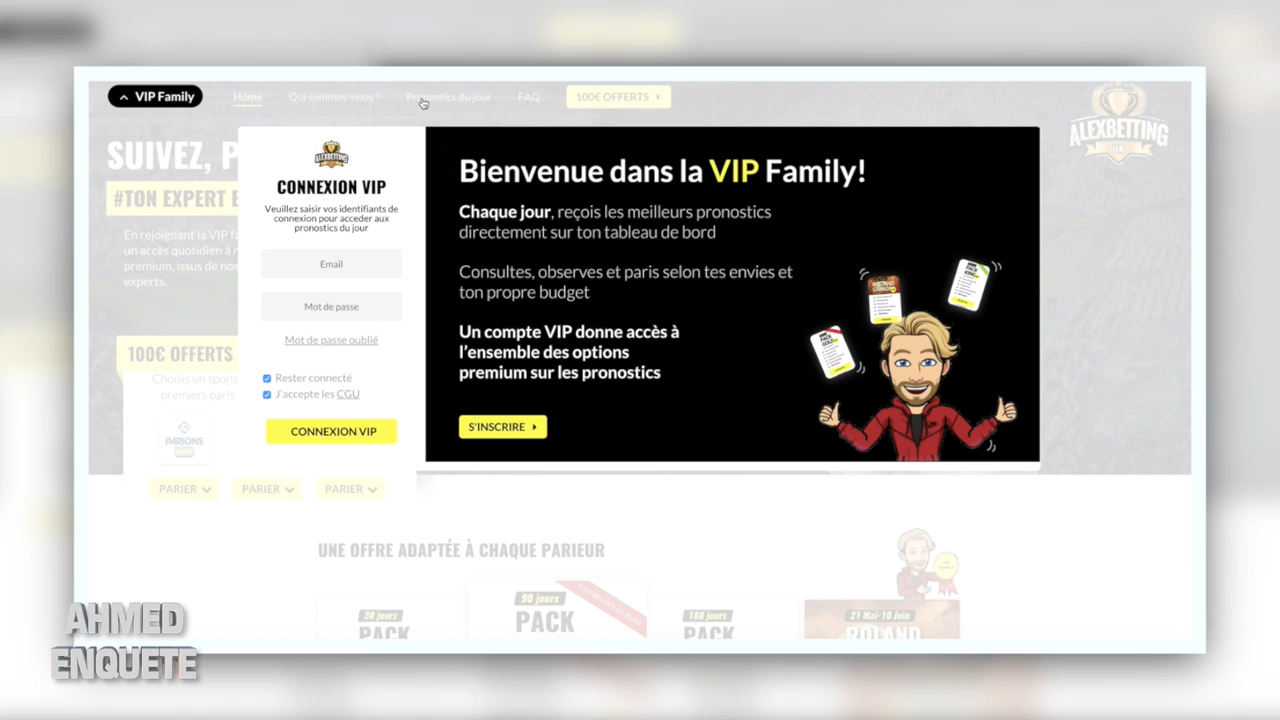 VIP Family
Home
Qui sommes-nous ?
Pronostics du jour
FAQ
100€ OFFERTS
ALEXBETTING
UK
SUIVEZ, P
#TON EXPERT E
En rejoignant la VIP fa
un accès quotidien à n
premium, issus de nos
experts.
100€ OFFERTS
Choisis un spons
premiers paris
PARIONS
PARIER
PARIER
PARIER
ALEXBETTING
CONNEXION VIP
Veuillez saisir vos identifiants de
connexion pour acceder aux
pronostics du jour
Email
Mot de passe
Mot de passe oublié
Rester connecté
J'accepte les CGU
CONNEXION VIP
Bienvenue dans la VIP Family!
Chaque jour, reçois les meilleurs pronostics
directement sur ton tableau de bord
Consultes, observes et paris selon tes envies et
ton propre budget
Un compte VIP donne accès à
l'ensemble des options
premium sur les pronostics
S'INSCRIRE
UNE OFFRE ADAPTÉE À CHAQUE PARIEUR
30 jours
PACK
90 jours
PACK
180 jours
PACK
21 Mai-10 Juin
ROLAND
AHMED
ENQUETE